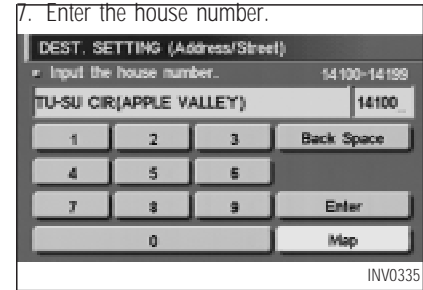 7. Enter the house number.
DEST. SETTING (Address/Street)
Input the house number. 14100-14199
TU-SU CIR(APPLE VALLEY) 14100_
1 2 3 Back Space
4 5 6
7 8 9 Enter
0 Map
INV0335